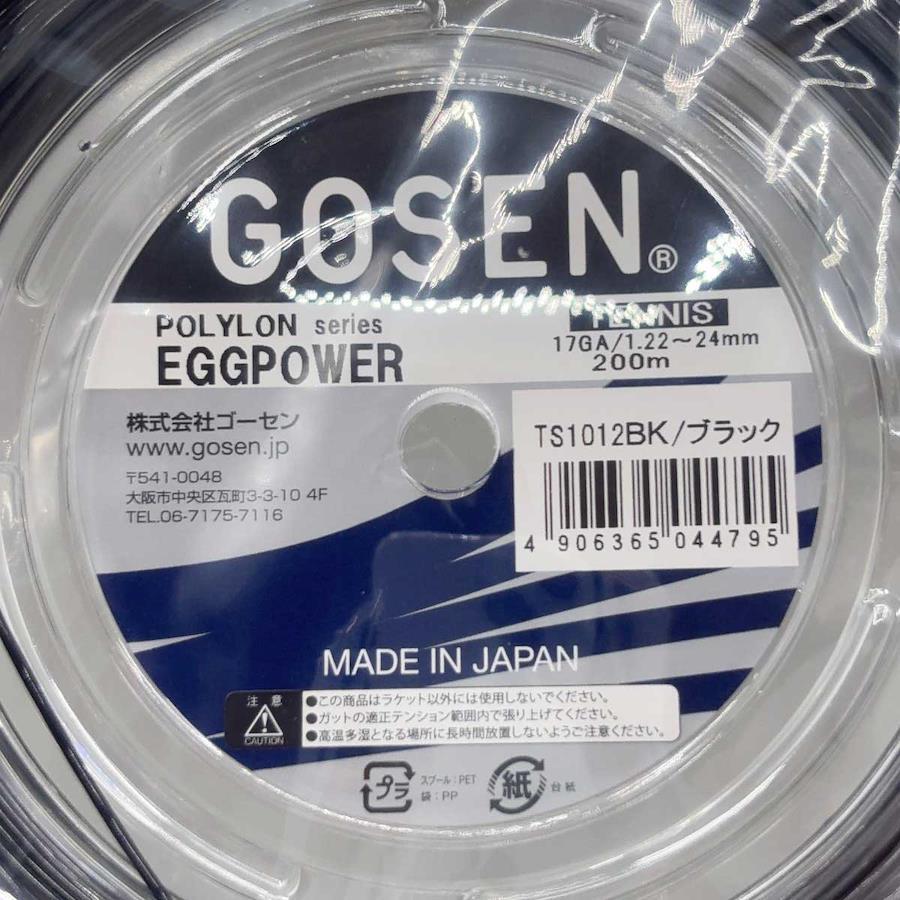 GOSEN®
TENNIS
POLYLON series
17GA/1.22～24mm
EGGPOWER
200m
株式会社ゴーセン
www.gosen.jp
〒541-0048
大阪市中央区瓦町3-3-10 4F
TEL.06-7175-7116
TS1012BK/ブラック
4 906365 044795
MADE IN JAPAN
注意
CAUTION
●この商品はラケット以外には使用しないでください。
●ガットの適正テンション範囲内で張り上げてください。
●高温多湿となる場所に長時間放置しないようご注意ください。
プラ
スプール:PET
袋:PP
紙
台紙